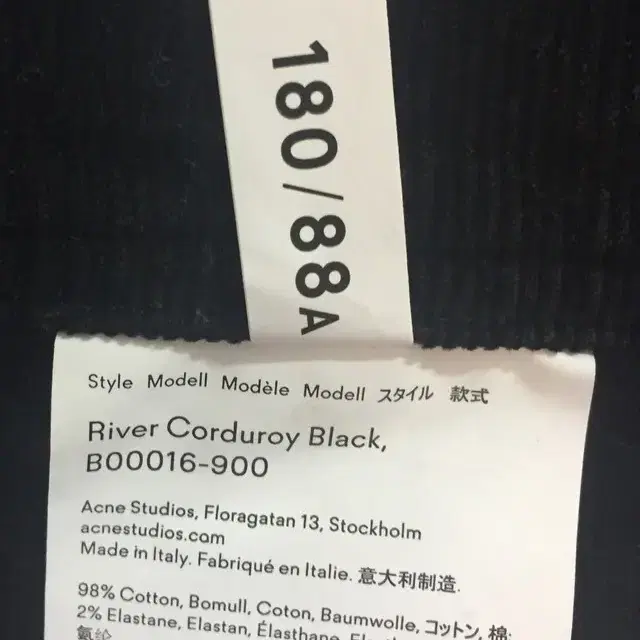 180/88A
Style Modell Modèle Modell スタイル 款式
River Corduroy Black,
B00016-900
Acne Studios, Floragatan 13, Stockholm
acnestudios.com
Made in Italy. Fabriqué en Italie. 意大利制造.
98% Cotton, Bomull, Coton, Baumwolle, コットン, 棉;
2% Elastane, Elastan, Élasthane,
氨纶